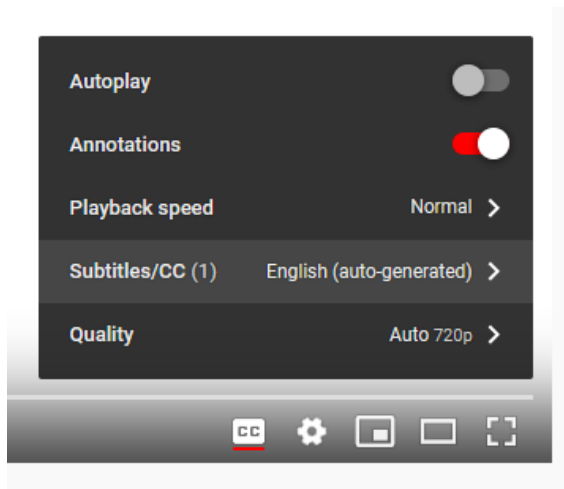 Autoplay
Annotations
Playback speed Normal
Subtitles/CC (1) English (auto-generated)
Quality Auto 720p
CC